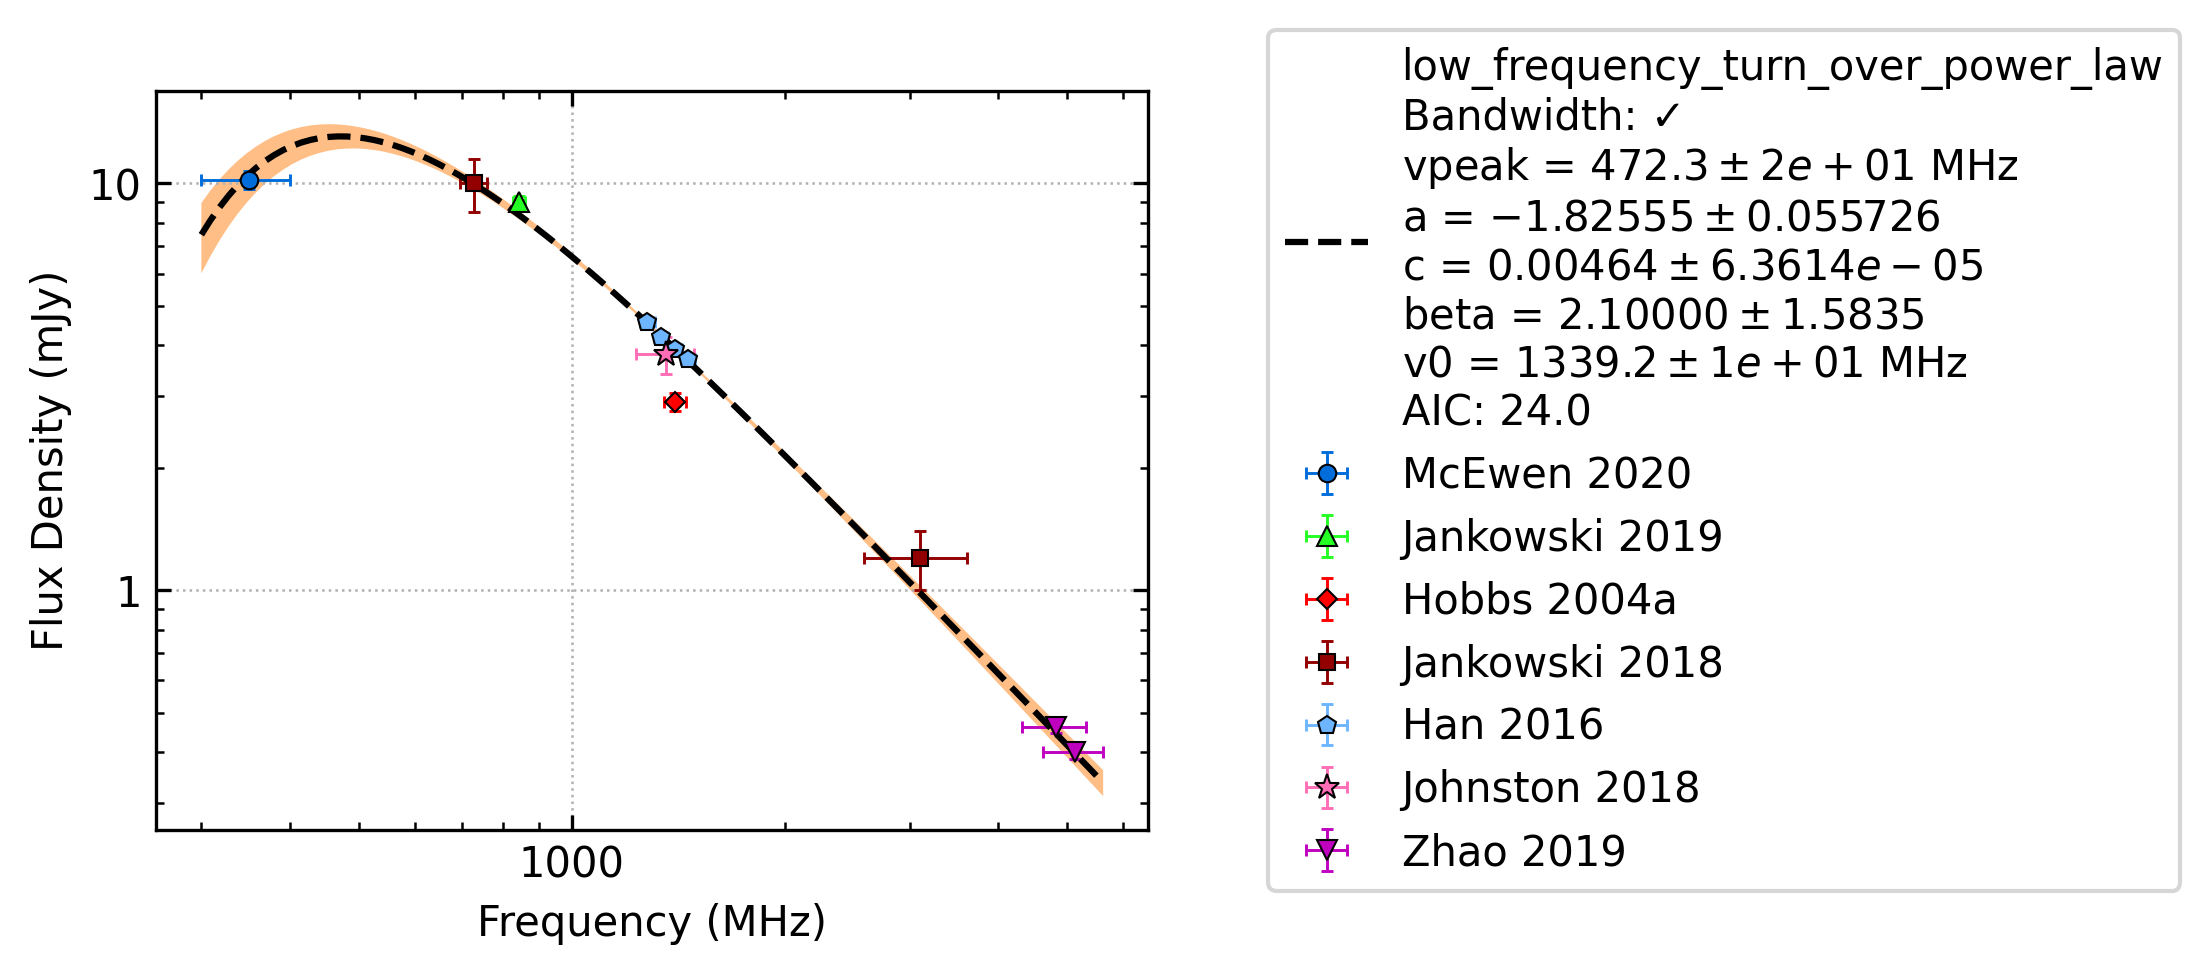 10
1
Flux Density (mJy)
1000
Frequency (MHz)
low_frequency_turn_over_power_law
Bandwidth: ✓
vpeak = 472.3 ± 2e + 01 MHz
a = −1.82555 ± 0.055726
c = 0.00464 ± 6.3614e − 05
beta = 2.10000 ± 1.5835
v0 = 1339.2 ± 1e + 01 MHz
AIC: 24.0
McEwen 2020
Jankowski 2019
Hobbs 2004a
Jankowski 2018
Han 2016
Johnston 2018
Zhao 2019